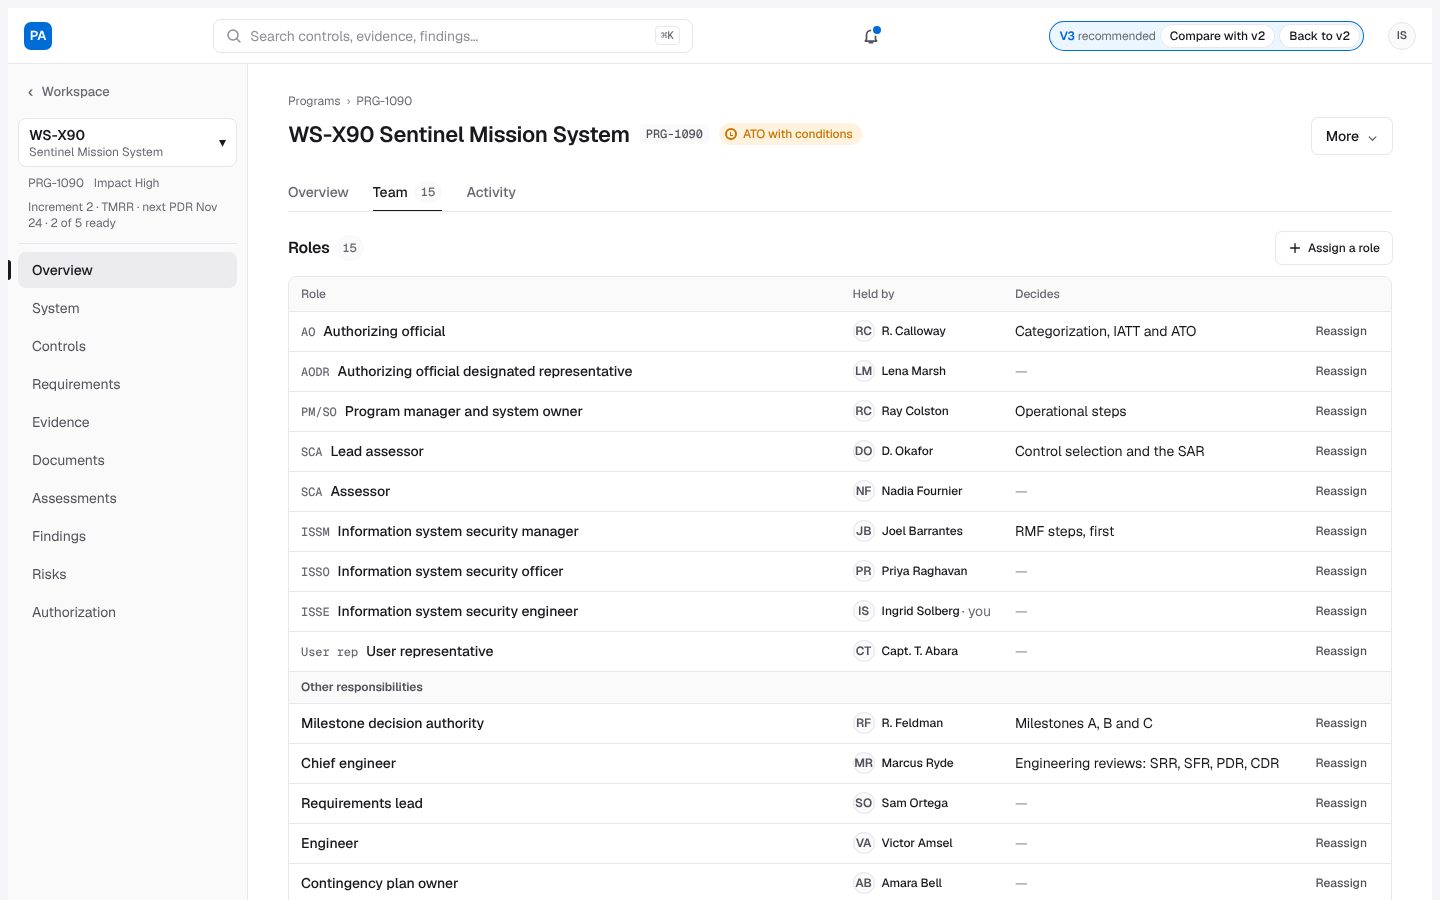 PA
Search controls, evidence, findings...
⌘K
V3 recommended
Compare with v2
Back to v2
IS
‹ Workspace
WS-X90
Sentinel Mission System
▼
PRG-1090 Impact High
Increment 2 · TMRR · next PDR Nov
24 · 2 of 5 ready
Overview
System
Controls
Requirements
Evidence
Documents
Assessments
Findings
Risks
Authorization
Programs › PRG-1090
WS-X90 Sentinel Mission System PRG-1090 ATO with conditions
More
Overview Team 15 Activity
Roles 15
+ Assign a role
Role Held by Decides
AO Authorizing official RC R. Calloway Categorization, IATT and ATO Reassign
AODR Authorizing official designated representative LM Lena Marsh — Reassign
PM/SO Program manager and system owner RC Ray Colston Operational steps Reassign
SCA Lead assessor DO D. Okafor Control selection and the SAR Reassign
SCA Assessor NF Nadia Fournier — Reassign
ISSM Information system security manager JB Joel Barrantes RMF steps, first Reassign
ISSO Information system security officer PR Priya Raghavan — Reassign
ISSE Information system security engineer IS Ingrid Solberg · you — Reassign
User rep User representative CT Capt. T. Abara — Reassign
Other responsibilities
Milestone decision authority RF R. Feldman Milestones A, B and C Reassign
Chief engineer MR Marcus Ryde Engineering reviews: SRR, SFR, PDR, CDR Reassign
Requirements lead SO Sam Ortega — Reassign
Engineer VA Victor Amsel — Reassign
Contingency plan owner AB Amara Bell — Reassign